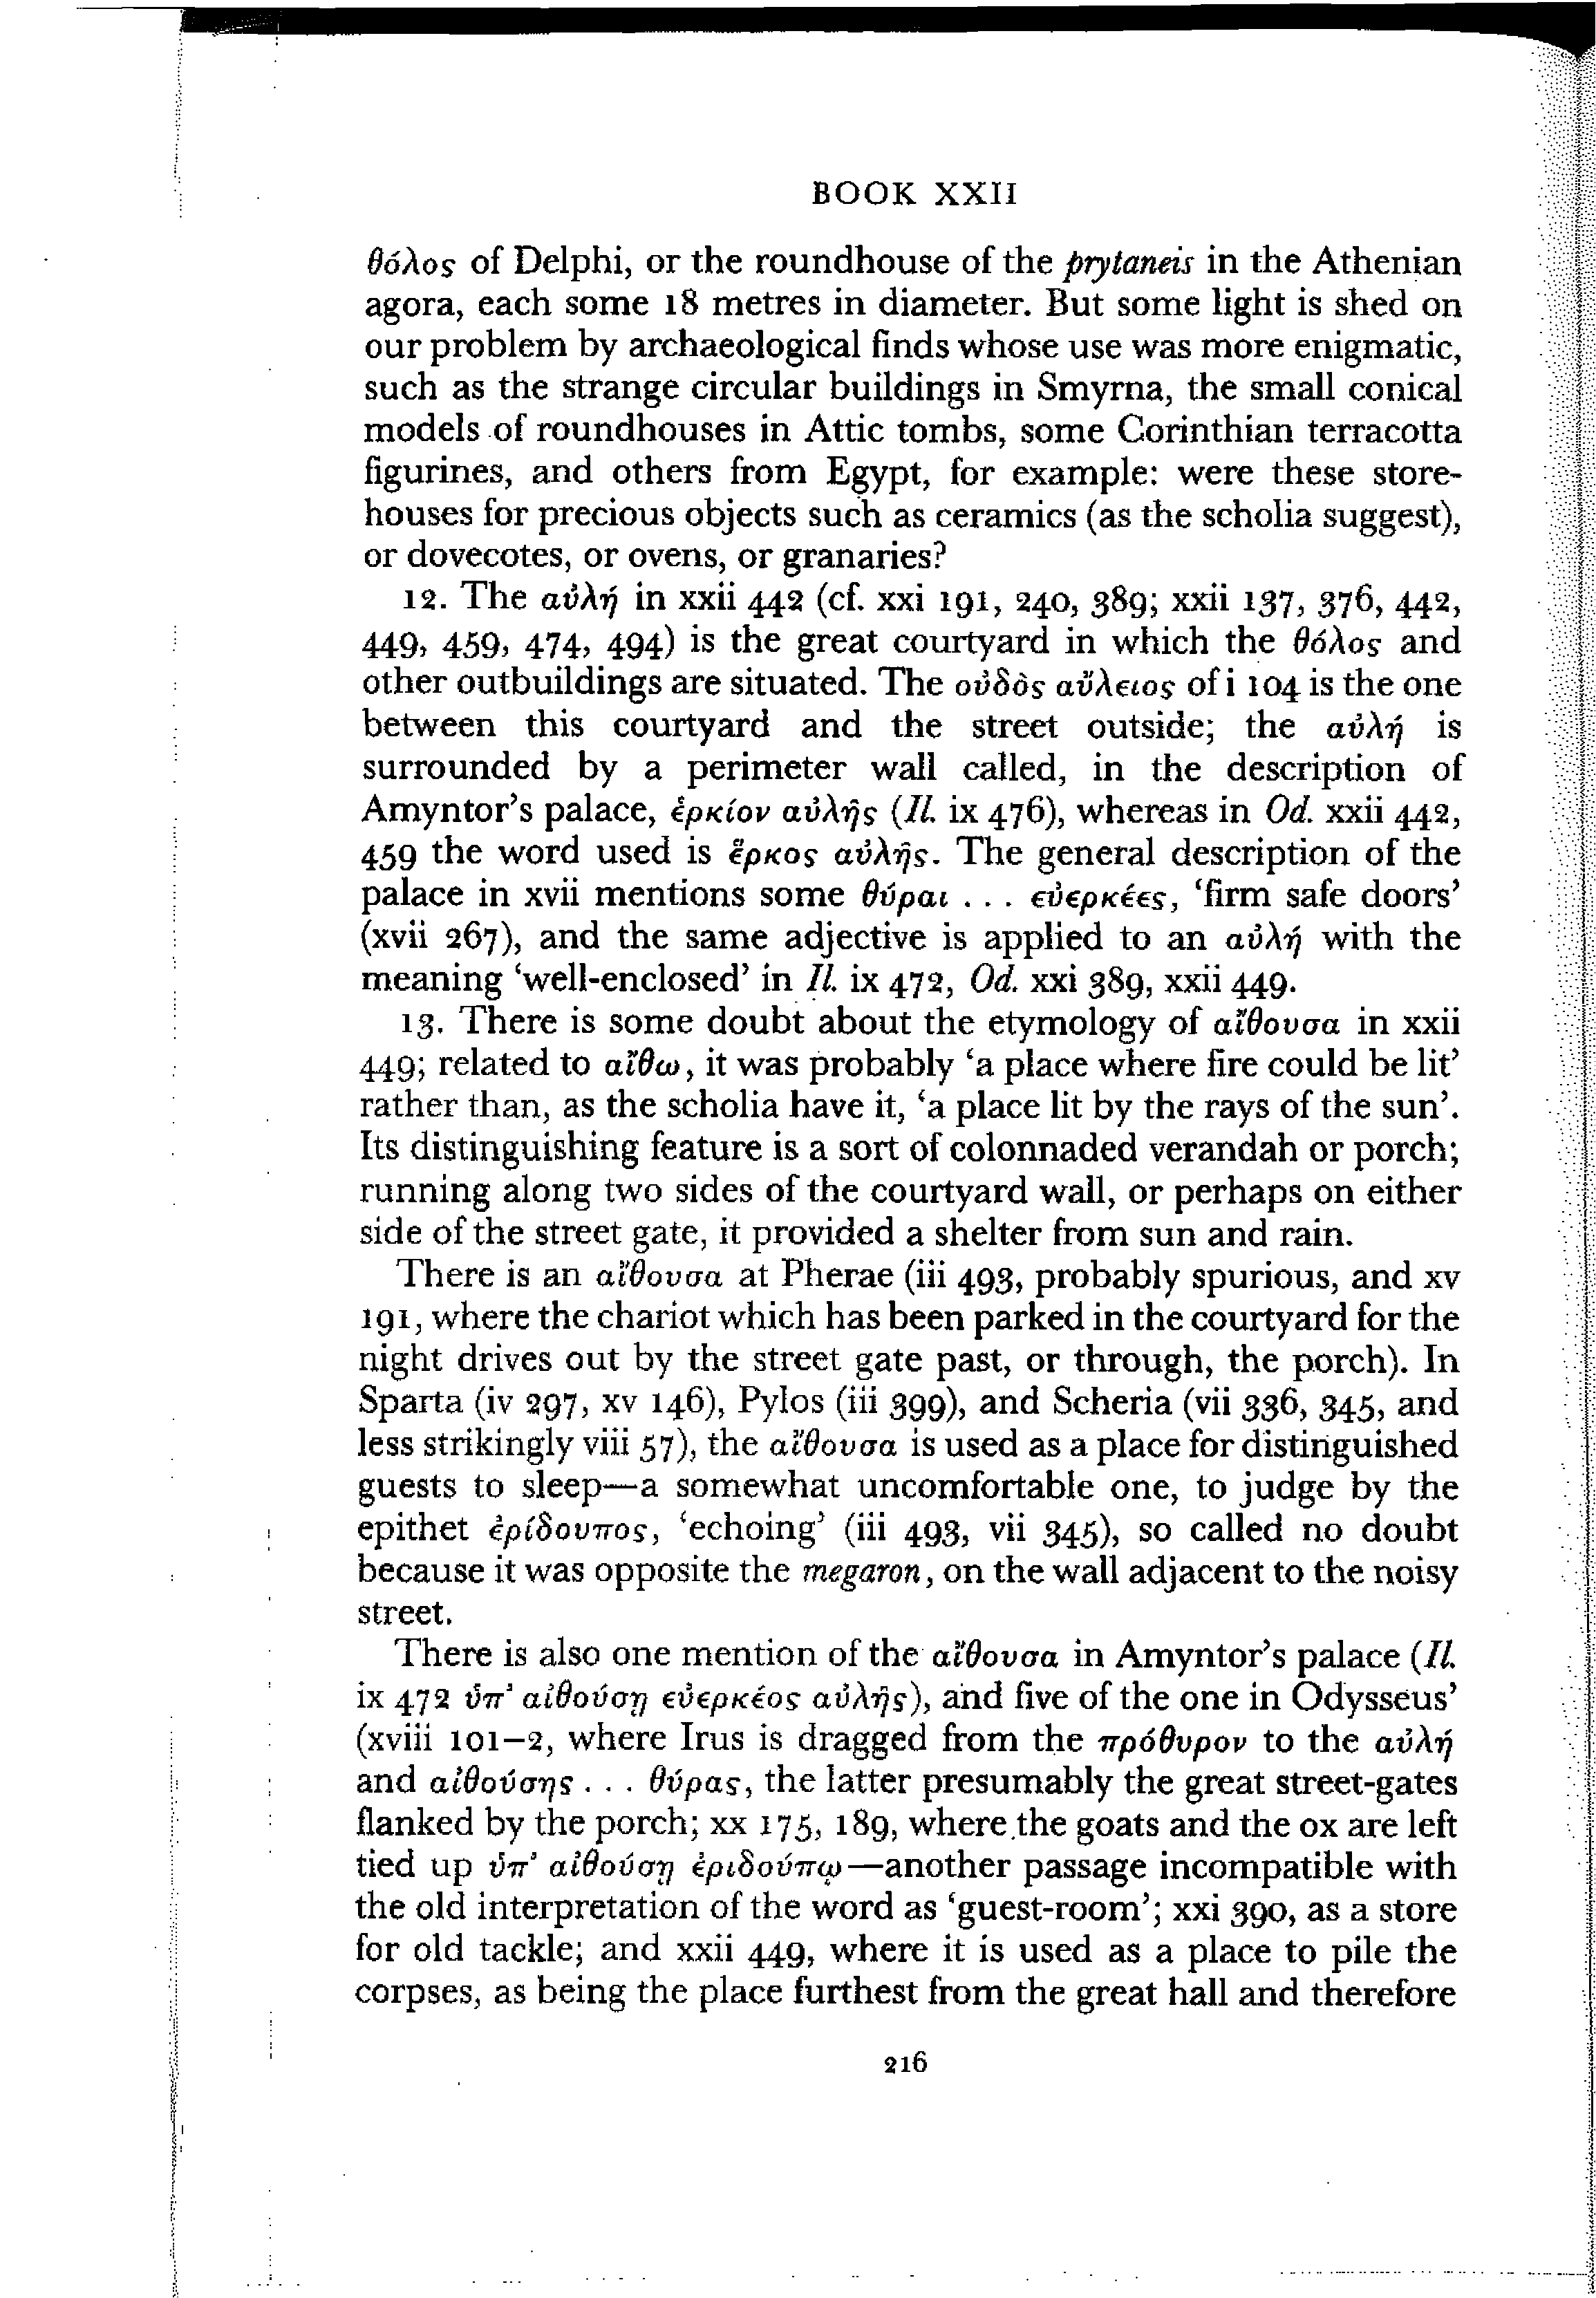 BOOK XXII
θόλος of Delphi, or the roundhouse of the prytaneis in the Athenian
agora, each some 18 metres in diameter. But some light is shed on
our problem by archaeological finds whose use was more enigmatic,
such as the strange circular buildings in Smyrna, the small conical
models of roundhouses in Attic tombs, some Corinthian terracotta
figurines, and others from Egypt, for example: were these store-
houses for precious objects such as ceramics (as the scholia suggest),
or dovecotes, or ovens, or granaries?
12. The αὐλή in xxii 442 (cf. xxi 191, 240, 389; xxii 137, 376, 442,
449, 459, 474, 494) is the great courtyard in which the θόλος and
other outbuildings are situated. The οὐδὸς αὔλειος of i 104 is the one
between this courtyard and the street outside; the αὐλή is
surrounded by a perimeter wall called, in the description of
Amyntor's palace, ἑρκίον αὐλῆς (Il. ix 476), whereas in Od. xxii 442,
459 the word used is ἕρκος αὐλῆς. The general description of the
palace in xvii mentions some θύραι . . . εὐερκέες, 'firm safe doors'
(xvii 267), and the same adjective is applied to an αὐλή with the
meaning 'well-enclosed' in Il. ix 472, Od. xxi 389, xxii 449.
13. There is some doubt about the etymology of αἴθουσα in xxii
449; related to αἴθω, it was probably 'a place where fire could be lit'
rather than, as the scholia have it, 'a place lit by the rays of the sun'.
Its distinguishing feature is a sort of colonnaded verandah or porch;
running along two sides of the courtyard wall, or perhaps on either
side of the street gate, it provided a shelter from sun and rain.
There is an αἴθουσα at Pherae (iii 493, probably spurious, and xv
191, where the chariot which has been parked in the courtyard for the
night drives out by the street gate past, or through, the porch). In
Sparta (iv 297, xv 146), Pylos (iii 399), and Scheria (vii 336, 345, and
less strikingly viii 57), the αἴθουσα is used as a place for distinguished
guests to sleep—a somewhat uncomfortable one, to judge by the
epithet ἐρίδουπος, 'echoing' (iii 493, vii 345), so called no doubt
because it was opposite the megaron, on the wall adjacent to the noisy
street.
There is also one mention of the αἴθουσα in Amyntor's palace (Il.
ix 472 ὑπ' αἰθούσῃ εὐερκέος αὐλῆς), and five of the one in Odysseus'
(xviii 101–2, where Irus is dragged from the πρόθυρον to the αὐλή
and αἰθούσης . . . θύρας, the latter presumably the great street-gates
flanked by the porch; xx 175, 189, where the goats and the ox are left
tied up ὑπ' αἰθούσῃ ἐριδούπῳ—another passage incompatible with
the old interpretation of the word as 'guest-room'; xxi 390, as a store
for old tackle; and xxii 449, where it is used as a place to pile the
corpses, as being the place furthest from the great hall and therefore
216